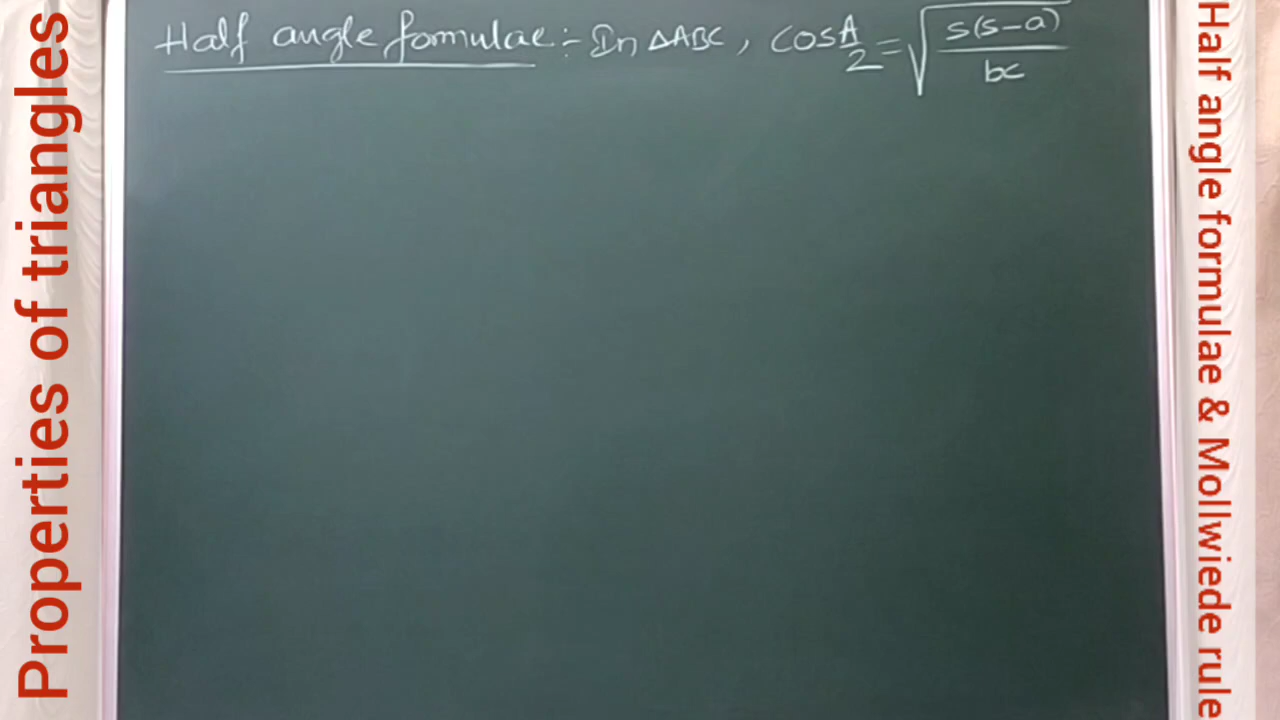 Properties of triangles
Half angle formulae :- In ΔABC, cos A/2 = √(s(s-a)/bc)
Half angle formulae & Mollwiede rule